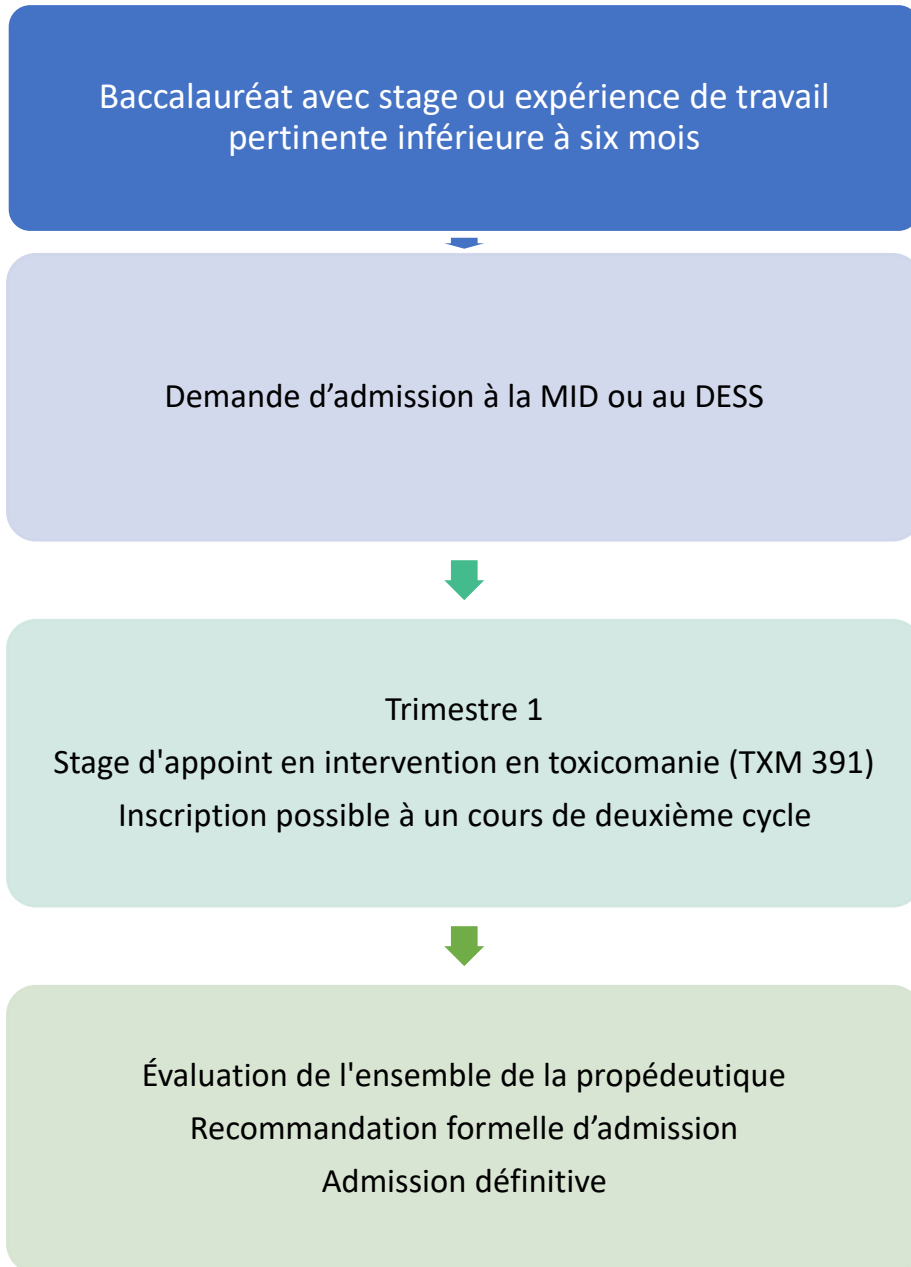 Baccalauréat avec stage ou expérience de travail
pertinente inférieure à six mois
Demande d’admission à la MID ou au DESS
Trimestre 1
Stage d'appoint en intervention en toxicomanie (TXM 391)
Inscription possible à un cours de deuxième cycle
Évaluation de l'ensemble de la propédeutique
Recommandation formelle d’admission
Admission définitive